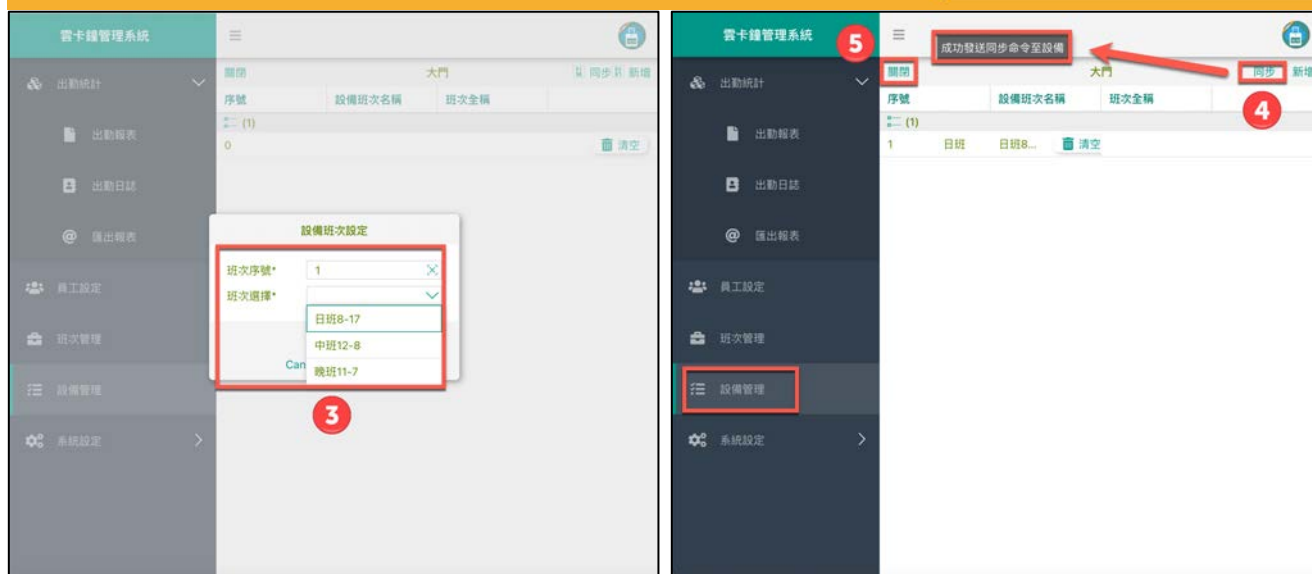 雲卡鐘管理系統
出勤統計
出勤報表
出勤日誌
匯出報表
員工設定
班次管理
設備管理
系統設定
關閉 大門 同步 新增
序號 設備班次名稱 班次全稱
(1)
0 清空
設備班次設定
班次序號* 1
班次選擇*
日班8-17
中班12-8
晚班11-7
Can
3
雲卡鐘管理系統
5
成功發送同步命令至設備
出勤統計
出勤報表
出勤日誌
匯出報表
員工設定
班次管理
設備管理
系統設定
關閉 大門 同步 新增
4
序號 設備班次名稱 班次全稱
(1)
1 日班 日班8... 清空